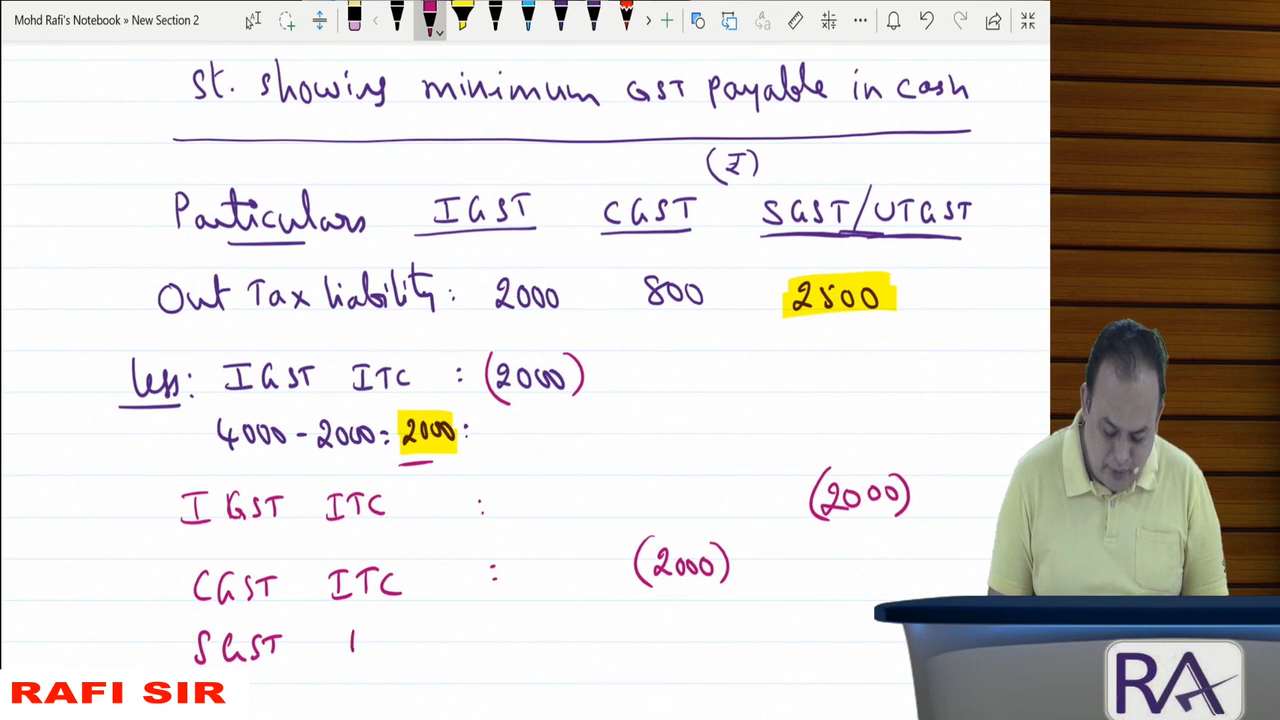 Mohd Rafi's Notebook » New Section 2
St. showing minimum GST payable in cash
(₹)
Particulars IGST CGST SGST/UTGST
Out Tax liability: 2000 800 2500
Less: IGST ITC : (2000)
4000 - 2000 = 2000 :
IGST ITC : (2000)
CGST ITC : (2000)
SGST I
RAFI SIR
RA